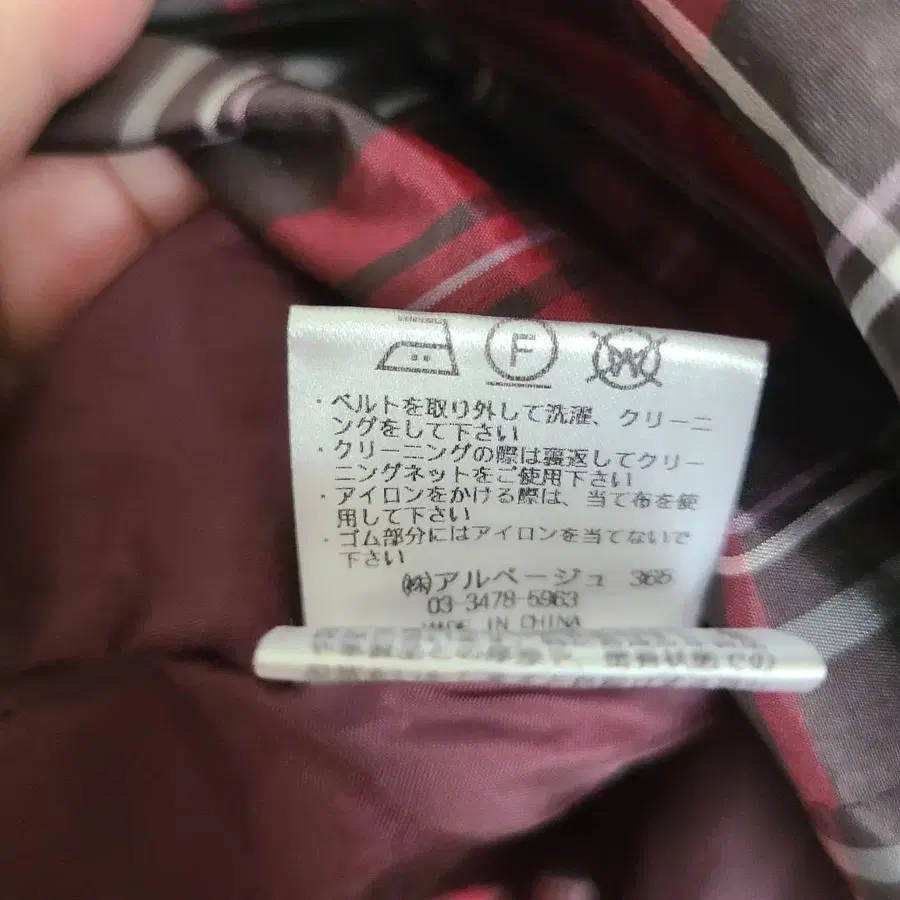 F
W
・ベルトを取り外して洗濯、クリーニ
ングをして下さい
・クリーニングの際は裏返してクリー
ニングネットをご使用下さい
・アイロンをかける際は、当て布を使
用して下さい
・ゴム部分にはアイロンを当てないで
下さい
㈱アルページュ 365
03-3478-5963
MADE IN CHINA